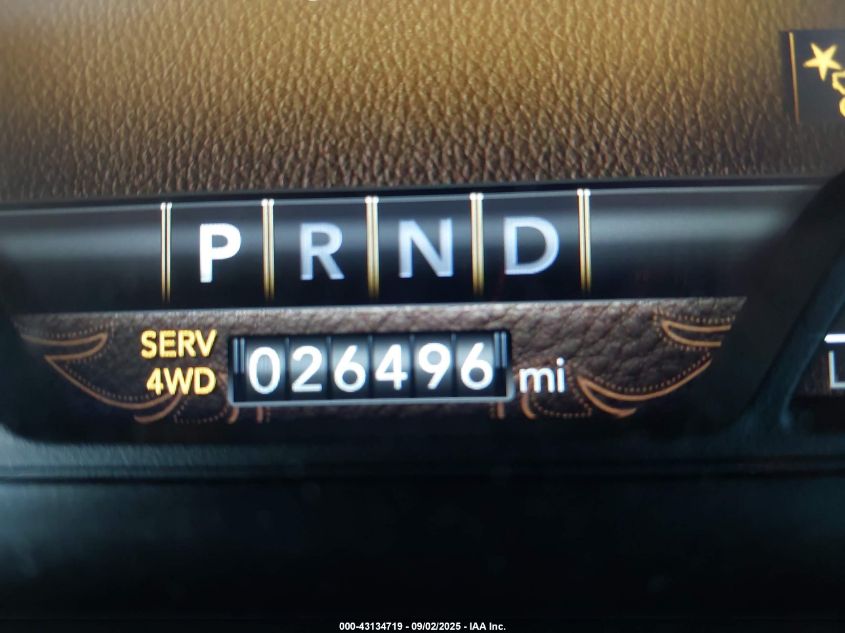 P R N D
SERV
4WD
026496 mi
000-43134719 - 09/02/2025 - IAA Inc.